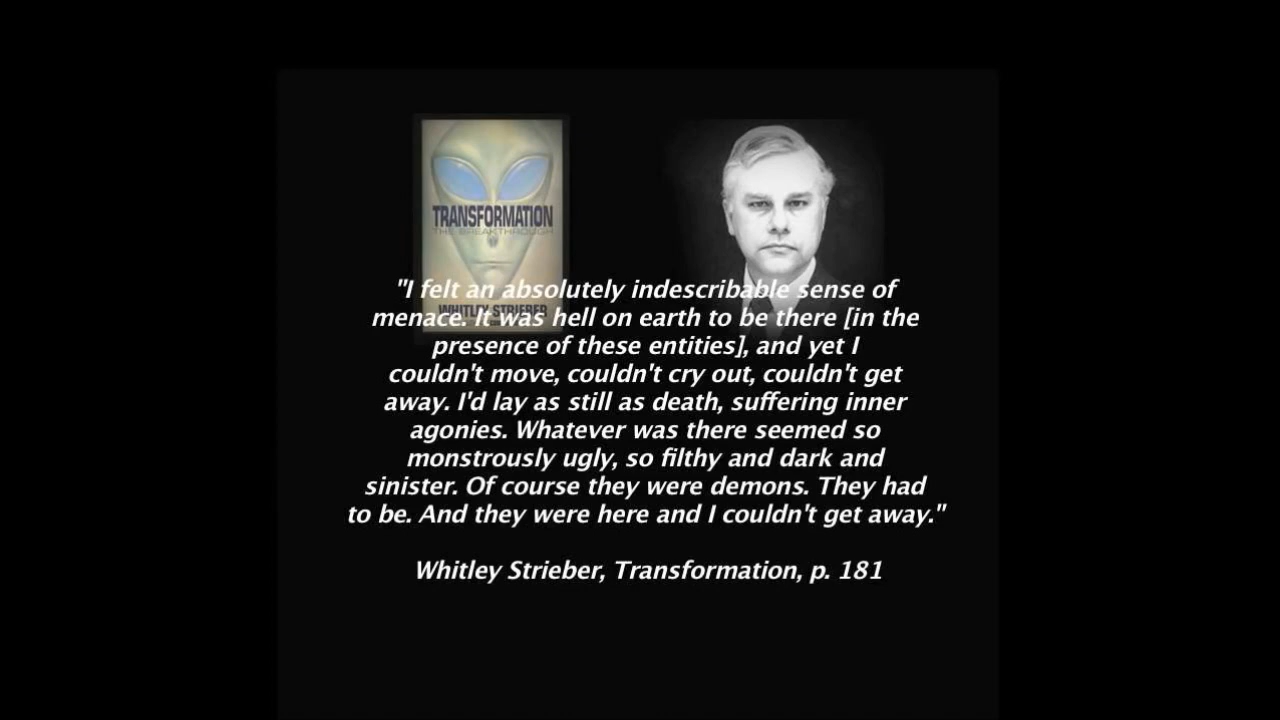 TRANSFORMATION
THE BREAKTHROUGH
WHITLEY STRIEBER
"I felt an absolutely indescribable sense of
menace. It was hell on earth to be there [in the
presence of these entities], and yet I
couldn't move, couldn't cry out, couldn't get
away. I'd lay as still as death, suffering inner
agonies. Whatever was there seemed so
monstrously ugly, so filthy and dark and
sinister. Of course they were demons. They had
to be. And they were here and I couldn't get away."
Whitley Strieber, Transformation, p. 181